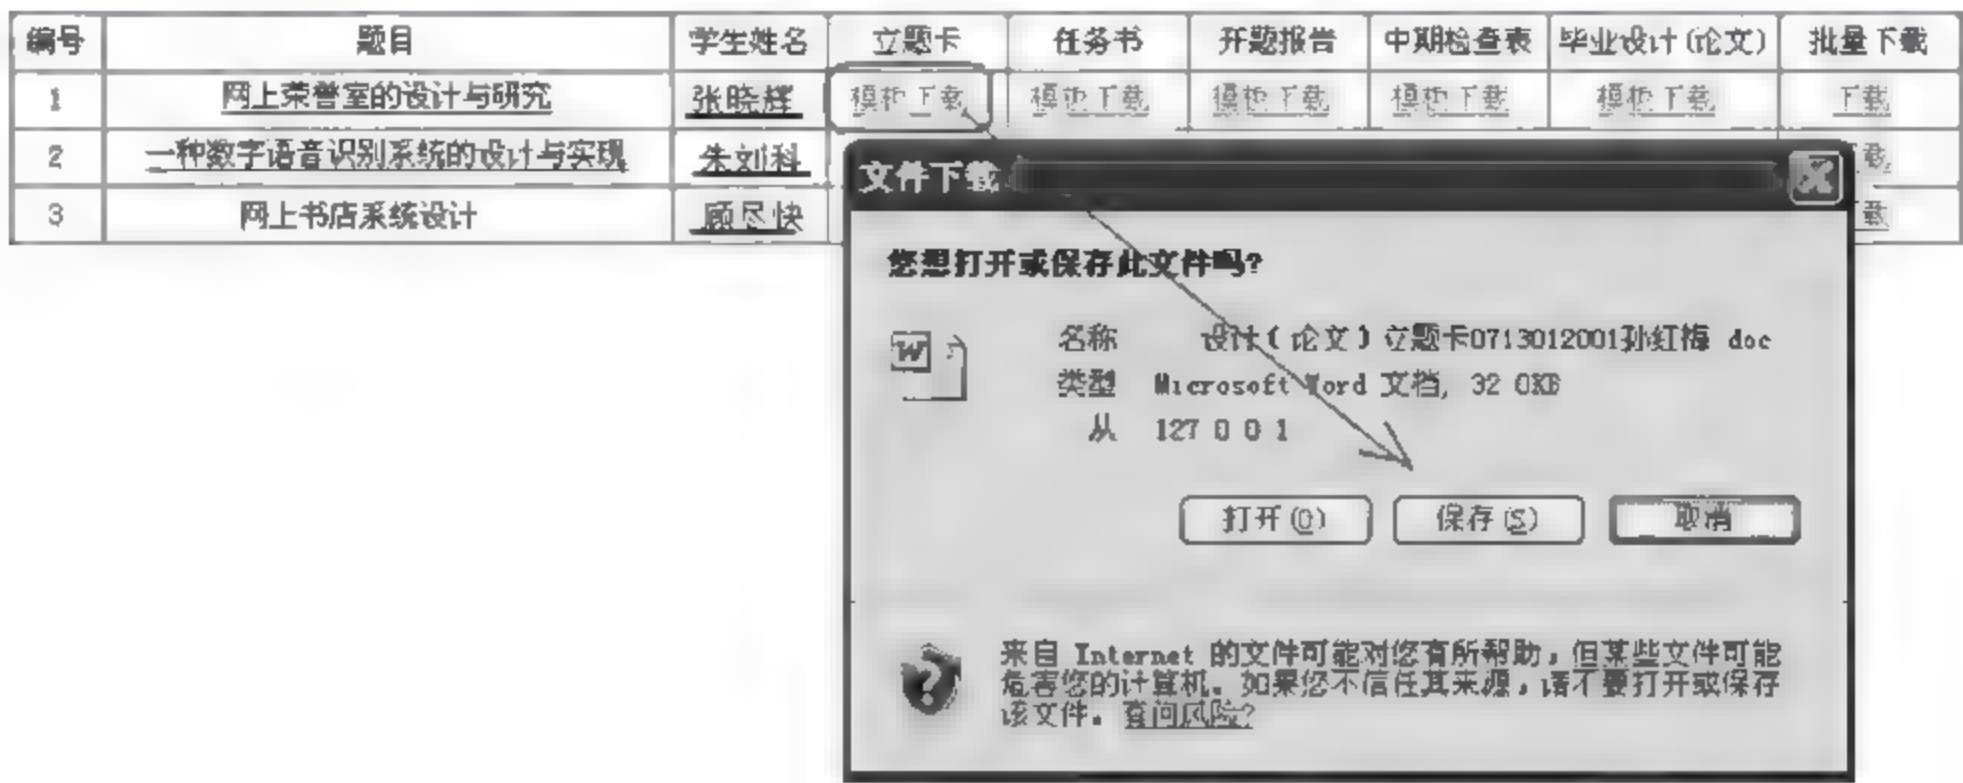 编号 题目 学生姓名 立题卡 任务书 开题报告 中期检查表 毕业设计(论文) 批量下载
1 网上荣誉室的设计与研究 张晓辉 模板下载 模板下载 模板下载 模板下载 模板下载 下载
2 一种数字语音识别系统的设计与实现 朱刘科 下载
3 网上书店系统设计 顾尽快 下载
文件下载
您想打开或保存此文件吗?
名称 设计(论文)立题卡0713012001孙红梅 doc
类型 Microsoft Word 文档, 32 0KB
从 127 0 0 1
打开(O) 保存(S) 取消
来自 Internet 的文件可能对您有所帮助,但某些文件可能
危害您的计算机。如果您不信任其来源,请不要打开或保存
该文件。有何风险?